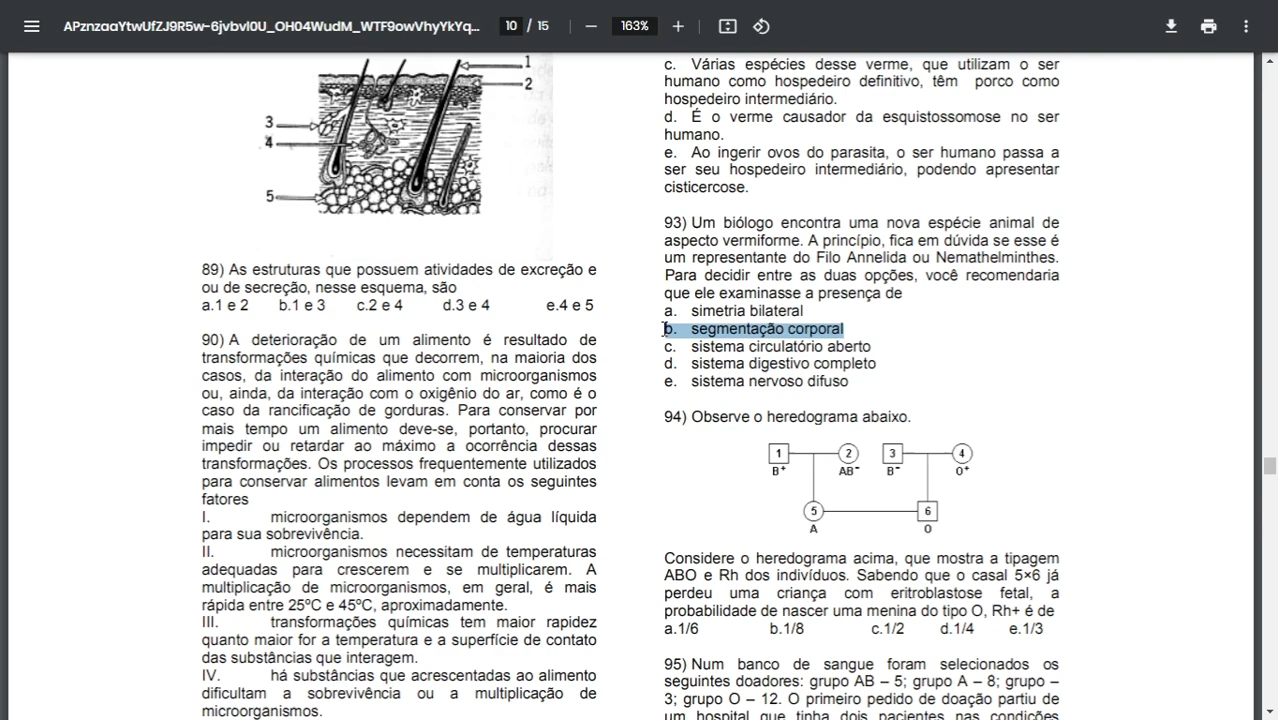 APznzaaYtwUfZJ9R5w-6jvbvl0U_OH04WudM_WTF9owVhyYkYq...
10 / 15
163%
1
2
3
4
5
89) As estruturas que possuem atividades de excreção e
ou de secreção, nesse esquema, são
a.1 e 2 b.1 e 3 c.2 e 4 d.3 e 4 e.4 e 5
90) A deterioração de um alimento é resultado de
transformações químicas que decorrem, na maioria dos
casos, da interação do alimento com microorganismos
ou, ainda, da interação com o oxigênio do ar, como é o
caso da rancificação de gorduras. Para conservar por
mais tempo um alimento deve-se, portanto, procurar
impedir ou retardar ao máximo a ocorrência dessas
transformações. Os processos frequentemente utilizados
para conservar alimentos levam em conta os seguintes
fatores
I. microorganismos dependem de água líquida
para sua sobrevivência.
II. microorganismos necessitam de temperaturas
adequadas para crescerem e se multiplicarem. A
multiplicação de microorganismos, em geral, é mais
rápida entre 25ºC e 45ºC, aproximadamente.
III. transformações químicas tem maior rapidez
quanto maior for a temperatura e a superfície de contato
das substâncias que interagem.
IV. há substâncias que acrescentadas ao alimento
dificultam a sobrevivência ou a multiplicação de
microorganismos.
c. Várias espécies desse verme, que utilizam o ser
humano como hospedeiro definitivo, têm porco como
hospedeiro intermediário.
d. É o verme causador da esquistossomose no ser
humano.
e. Ao ingerir ovos do parasita, o ser humano passa a
ser seu hospedeiro intermediário, podendo apresentar
cisticercose.
93) Um biólogo encontra uma nova espécie animal de
aspecto vermiforme. A princípio, fica em dúvida se esse é
um representante do Filo Annelida ou Nemathelminthes.
Para decidir entre as duas opções, você recomendaria
que ele examinasse a presença de
a. simetria bilateral
b. segmentação corporal
c. sistema circulatório aberto
d. sistema digestivo completo
e. sistema nervoso difuso
94) Observe o heredograma abaixo.
1 2 3 4
B+ AB- B- O+
5 6
A O
Considere o heredograma acima, que mostra a tipagem
ABO e Rh dos indivíduos. Sabendo que o casal 5×6 já
perdeu uma criança com eritroblastose fetal, a
probabilidade de nascer uma menina do tipo O, Rh+ é de
a.1/6 b.1/8 c.1/2 d.1/4 e.1/3
95) Num banco de sangue foram selecionados os
seguintes doadores: grupo AB – 5; grupo A – 8; grupo –
3; grupo O – 12. O primeiro pedido de doação partiu de
um hospital que tinha dois pacientes nas condições